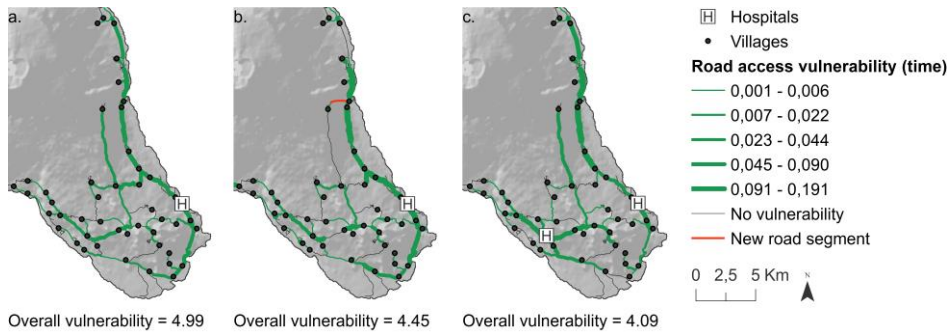 a.
H
Overall vulnerability = 4.99
b.
H
Overall vulnerability = 4.45
c.
H
H
Overall vulnerability = 4.09
H Hospitals
Villages
Road access vulnerability (time)
0,001 - 0,006
0,007 - 0,022
0,023 - 0,044
0,045 - 0,090
0,091 - 0,191
No vulnerability
New road segment
0 2,5 5 Km
N